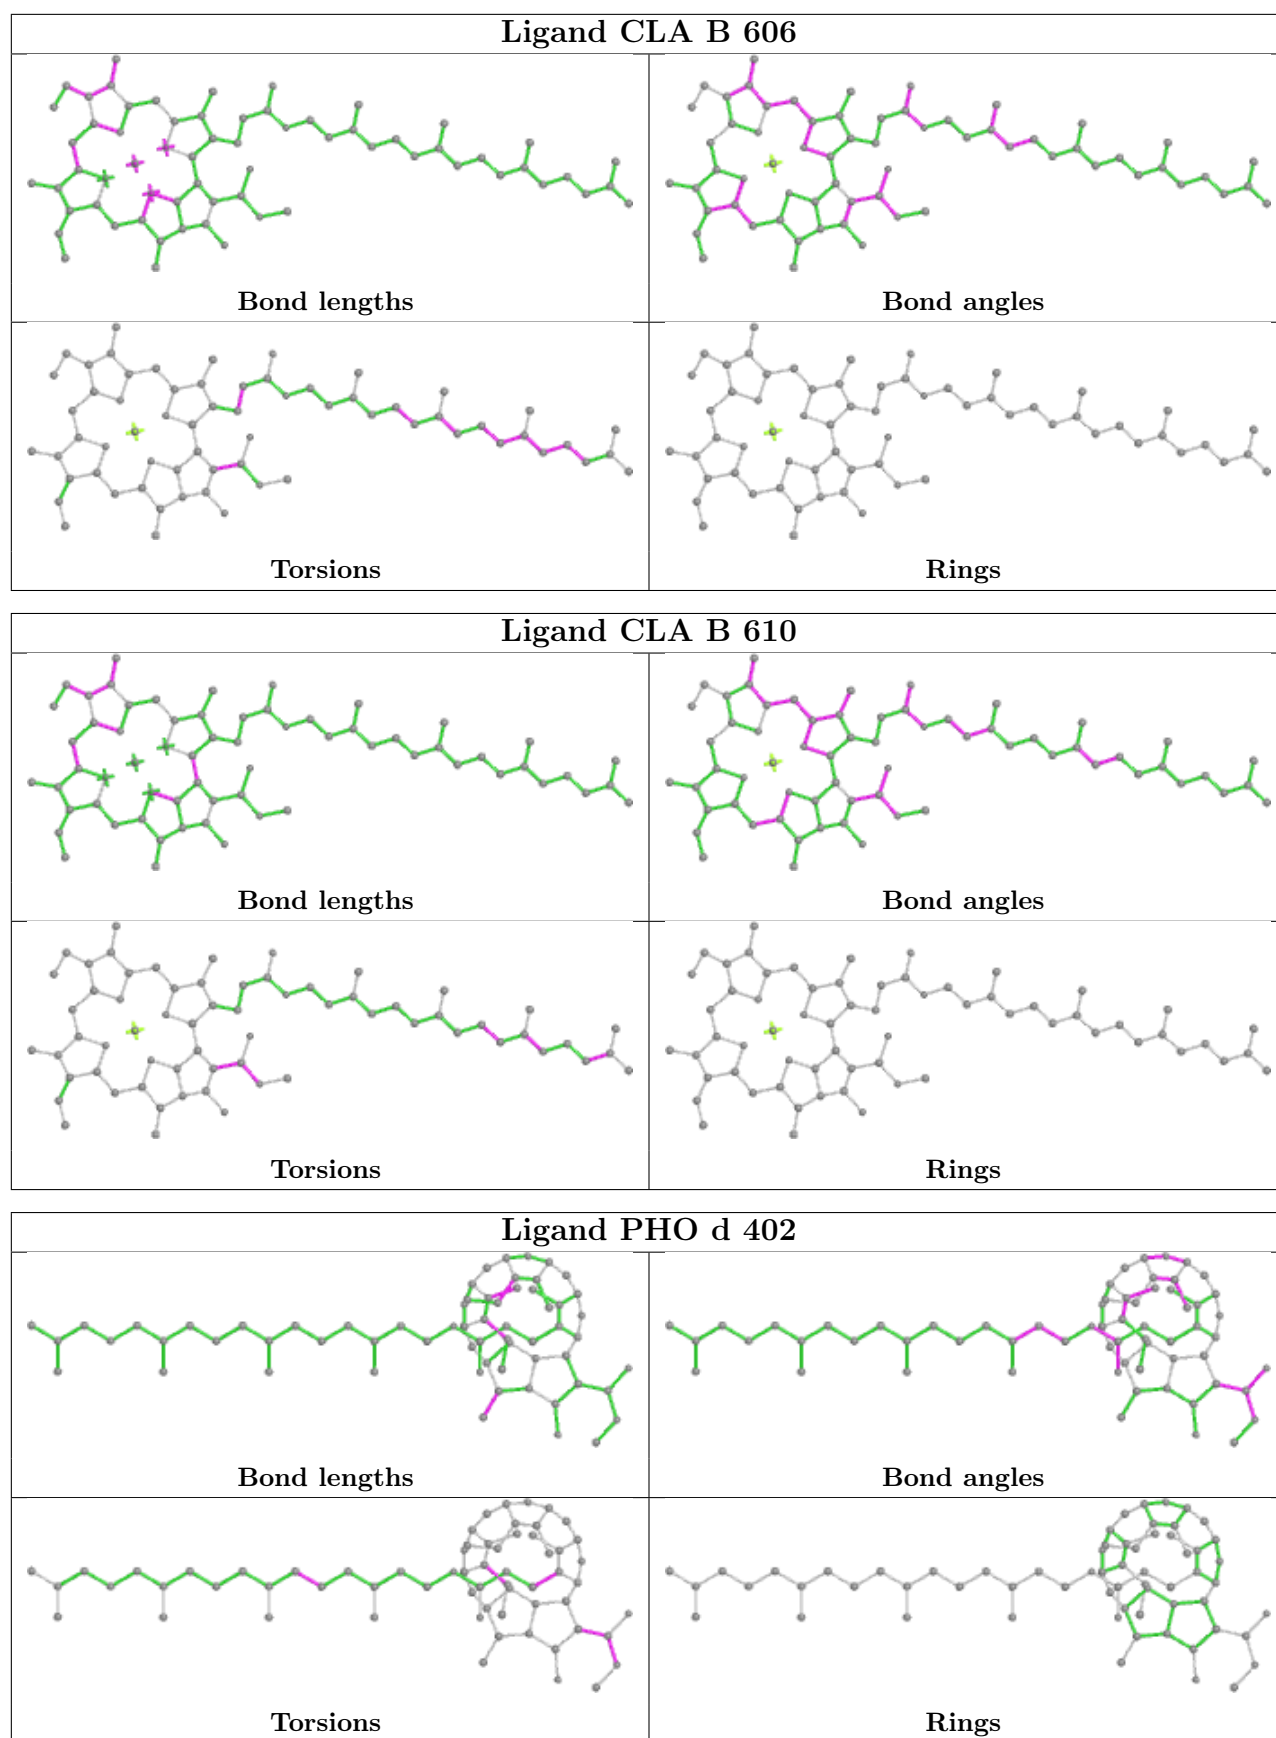 Ligand CLA B 606
Bond lengths
Bond angles
Torsions
Rings
Ligand CLA B 610
Bond lengths
Bond angles
Torsions
Rings
Ligand PHO d 402
Bond lengths
Bond angles
Torsions
Rings